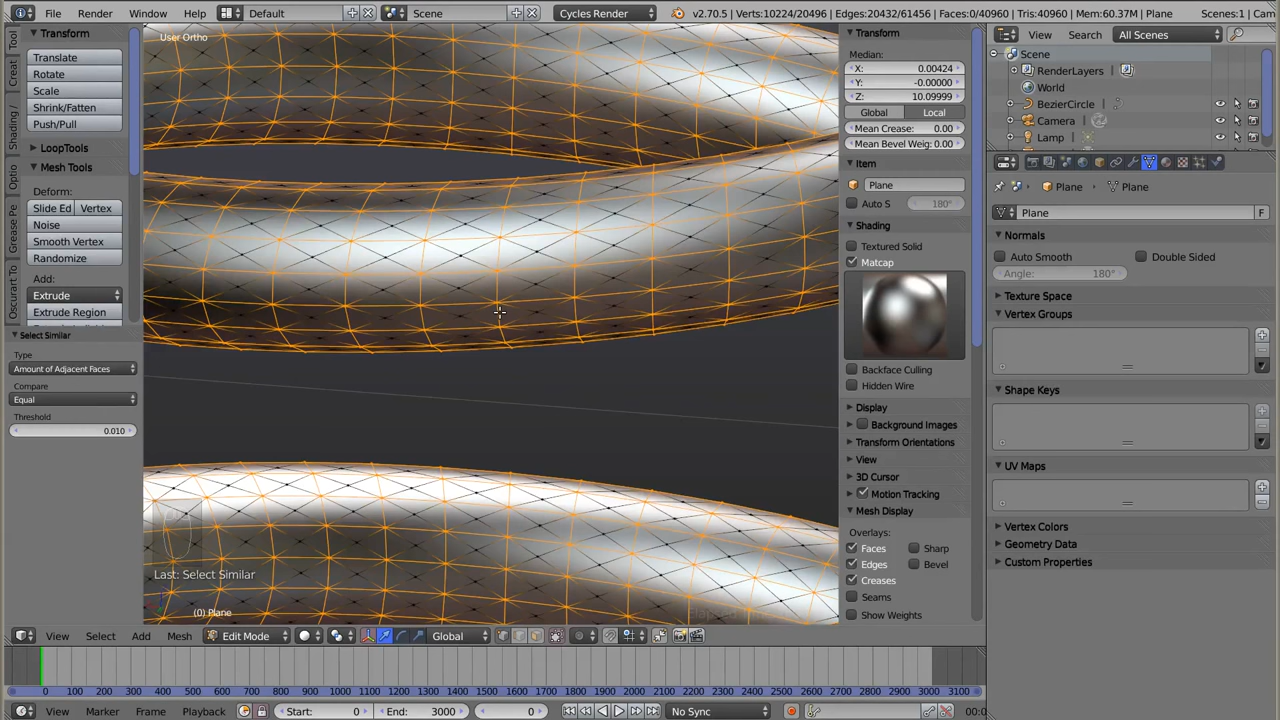 File Render Window Help Default Scene Cycles Render v2.70.5 Verts:10224/20496 Edges:20432/61456 Faces:0/40960 Tris:40960 Mem:60.37M Plane Scenes:1 Cam
Tool
Creat
Shading/
Optio
Grease Pe
Discurart To
Transform
Translate
Rotate
Scale
Shrink/Fatten
Push/Pull
LoopTools
Mesh Tools
Deform:
Slide Ed Vertex
Noise
Smooth Vertex
Randomize
Add:
Extrude
Extrude Region
Select Similar
Type
Amount of Adjacent Faces
Compare
Equal
Threshold
0.010
User Ortho
Last: Select Similar
(0) Plane
Transform
Median:
X: 0.00424
Y: -0.00000
Z: 10.09999
Global Local
Mean Crease: 0.00
Mean Bevel Weig: 0.00
Item
Plane
Auto S 180°
Shading
Textured Solid
Matcap
Backface Culling
Hidden Wire
Display
Background Images
Transform Orientations
View
3D Cursor
Motion Tracking
Mesh Display
Overlays:
Faces Sharp
Edges Bevel
Creases
Seams
Show Weights
View Search All Scenes
Scene
RenderLayers
World
BezierCircle
Camera
Lamp
Plane Plane
Plane F
Normals
Auto Smooth Double Sided
Angle: 180°
Texture Space
Vertex Groups
Shape Keys
UV Maps
Vertex Colors
Geometry Data
Custom Properties
View Select Add Mesh Edit Mode Global
0 100 200 300 400 500 600 700 800 900 1000 1100 1200 1300 1400 1500 1600 1700 1800 1900 2000 2100 2200 2300 2400 2500 2600 2700 2800 2900 3000 3100
View Marker Frame Playback Start: 0 End: 3000 0 No Sync 00:0